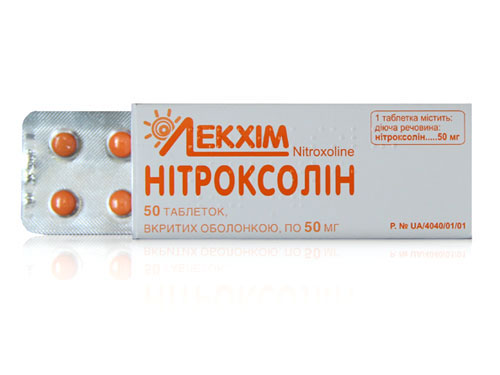 ЛЕКХІМ
Nitroxoline
НІТРОКСОЛІН
50 ТАБЛЕТОК,
ВКРИТИХ ОБОЛОНКОЮ, ПО 50 МГ
1 таблетка містить:
діюча речовина:
нітроксолін.....50 мг
Р. № UA/4040/01/01